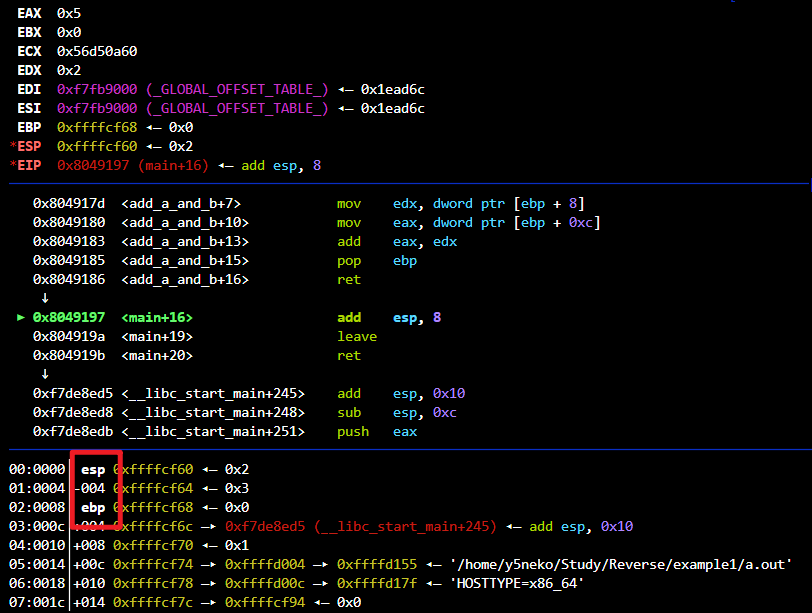 EAX 0x5
EBX 0x0
ECX 0x56d50a60
EDX 0x2
EDI 0xf7fb9000 (_GLOBAL_OFFSET_TABLE_) ◂— 0x1ead6c
ESI 0xf7fb9000 (_GLOBAL_OFFSET_TABLE_) ◂— 0x1ead6c
EBP 0xffffcf68 ◂— 0x0
*ESP 0xffffcf60 ◂— 0x2
*EIP 0x8049197 (main+16) ◂— add esp, 8
0x804917d <add_a_and_b+7> mov edx, dword ptr [ebp + 8]
0x8049180 <add_a_and_b+10> mov eax, dword ptr [ebp + 0xc]
0x8049183 <add_a_and_b+13> add eax, edx
0x8049185 <add_a_and_b+15> pop ebp
0x8049186 <add_a_and_b+16> ret
↓
► 0x8049197 <main+16> add esp, 8
0x804919a <main+19> leave
0x804919b <main+20> ret
↓
0xf7de8ed5 <__libc_start_main+245> add esp, 0x10
0xf7de8ed8 <__libc_start_main+248> sub esp, 0xc
0xf7de8edb <__libc_start_main+251> push eax
00:0000│ esp 0xffffcf60 ◂— 0x2
01:0004│-004 0xffffcf64 ◂— 0x3
02:0008│ ebp 0xffffcf68 ◂— 0x0
03:000c│+004 0xffffcf6c —▸ 0xf7de8ed5 (__libc_start_main+245) ◂— add esp, 0x10
04:0010│+008 0xffffcf70 ◂— 0x1
05:0014│+00c 0xffffcf74 —▸ 0xffffd004 —▸ 0xffffd155 ◂— '/home/y5neko/Study/Reverse/example1/a.out'
06:0018│+010 0xffffcf78 —▸ 0xffffd00c —▸ 0xffffd17f ◂— 'HOSTTYPE=x86_64'
07:001c│+014 0xffffcf7c —▸ 0xffffcf94 ◂— 0x0